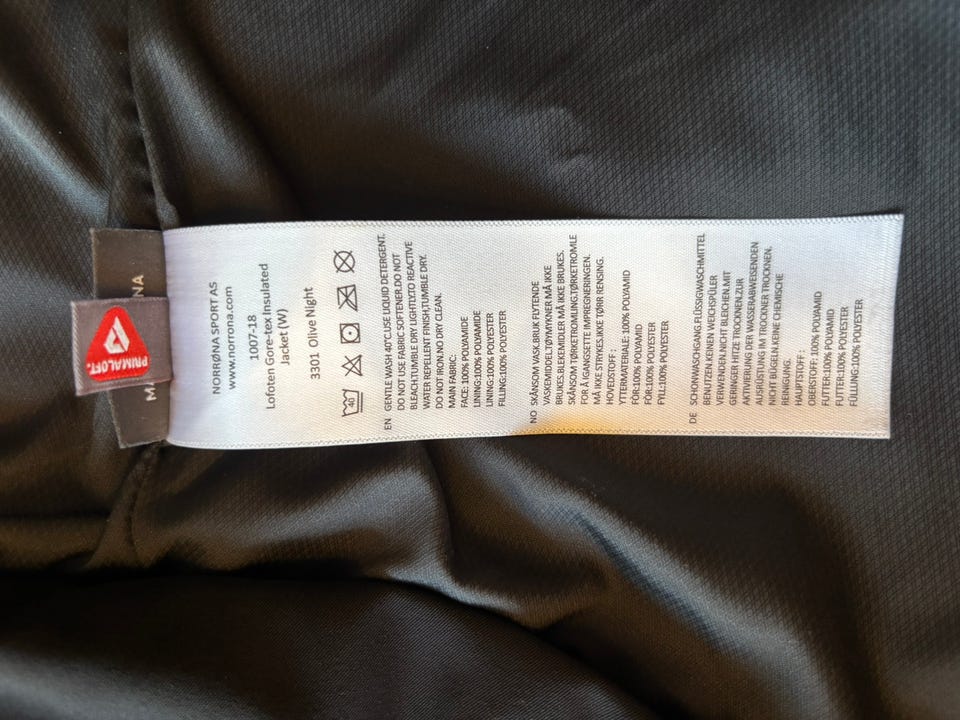 PRIMALOFT®
NORRØNA SPORT AS
www.norrona.com
1007-18
Lofoten Gore-tex Insulated
Jacket (W)
3301 Olive Night
40
EN GENTLE WASH 40°C.USE LIQUID DETERGENT.
DO NOT USE FABRIC SOFTENER.DO NOT
BLEACH.TUMBLE DRY LIGHTLY.TO REACTIVE
WATER REPELLENT FINISH,TUMBLE DRY.
DO NOT IRON.NO DRY CLEAN.
MAIN FABRIC:
FACE: 100% POLYAMIDE
LINING:100% POLYAMIDE
LINING:100% POLYESTER
FILLING:100% POLYESTER
NO SKÅNSOM VASK.BRUK FLYTENDE
VASKEMIDDEL.TØYMYNER MÅ IKKE
BRUKES.BLEKEMIDLER MÅ IKKE BRUKES.
SKÅNSOM TØRKETROMLING.TØRKETROMLE
FOR Å GJANGSETTE IMPREGNERINGEN.
MÅ IKKE STRYKES.IKKE TØRR RENSING.
HOVEDSTOFF :
YTTERMATERIALE: 100% POLYAMID
FÓR:100% POLYAMID
FÓR:100% POLYESTER
FYLL:100% POLYESTER
DE SCHONWASCHGANG.FLÜSSIGWASCHMITTEL
BENUTZEN.KEINEN WEICHSPÜLER
VERWENDEN.NICHT BLEICHEN.MIT
GERINGER HITZE TROCKNEN.ZUR
AKTIVIERUNG DER WASSERABWEISENDEN
AUSRÜSTUNG IM TROCKNER TROCKNEN.
NICHT BÜGELN.KEINE CHEMISCHE
REINIGUNG.
HAUPTSTOFF :
OBERSTOFF: 100% POLYAMID
FUTTER:100% POLYAMID
FUTTER:100% POLYESTER
FÜLLUNG:100% POLYESTER